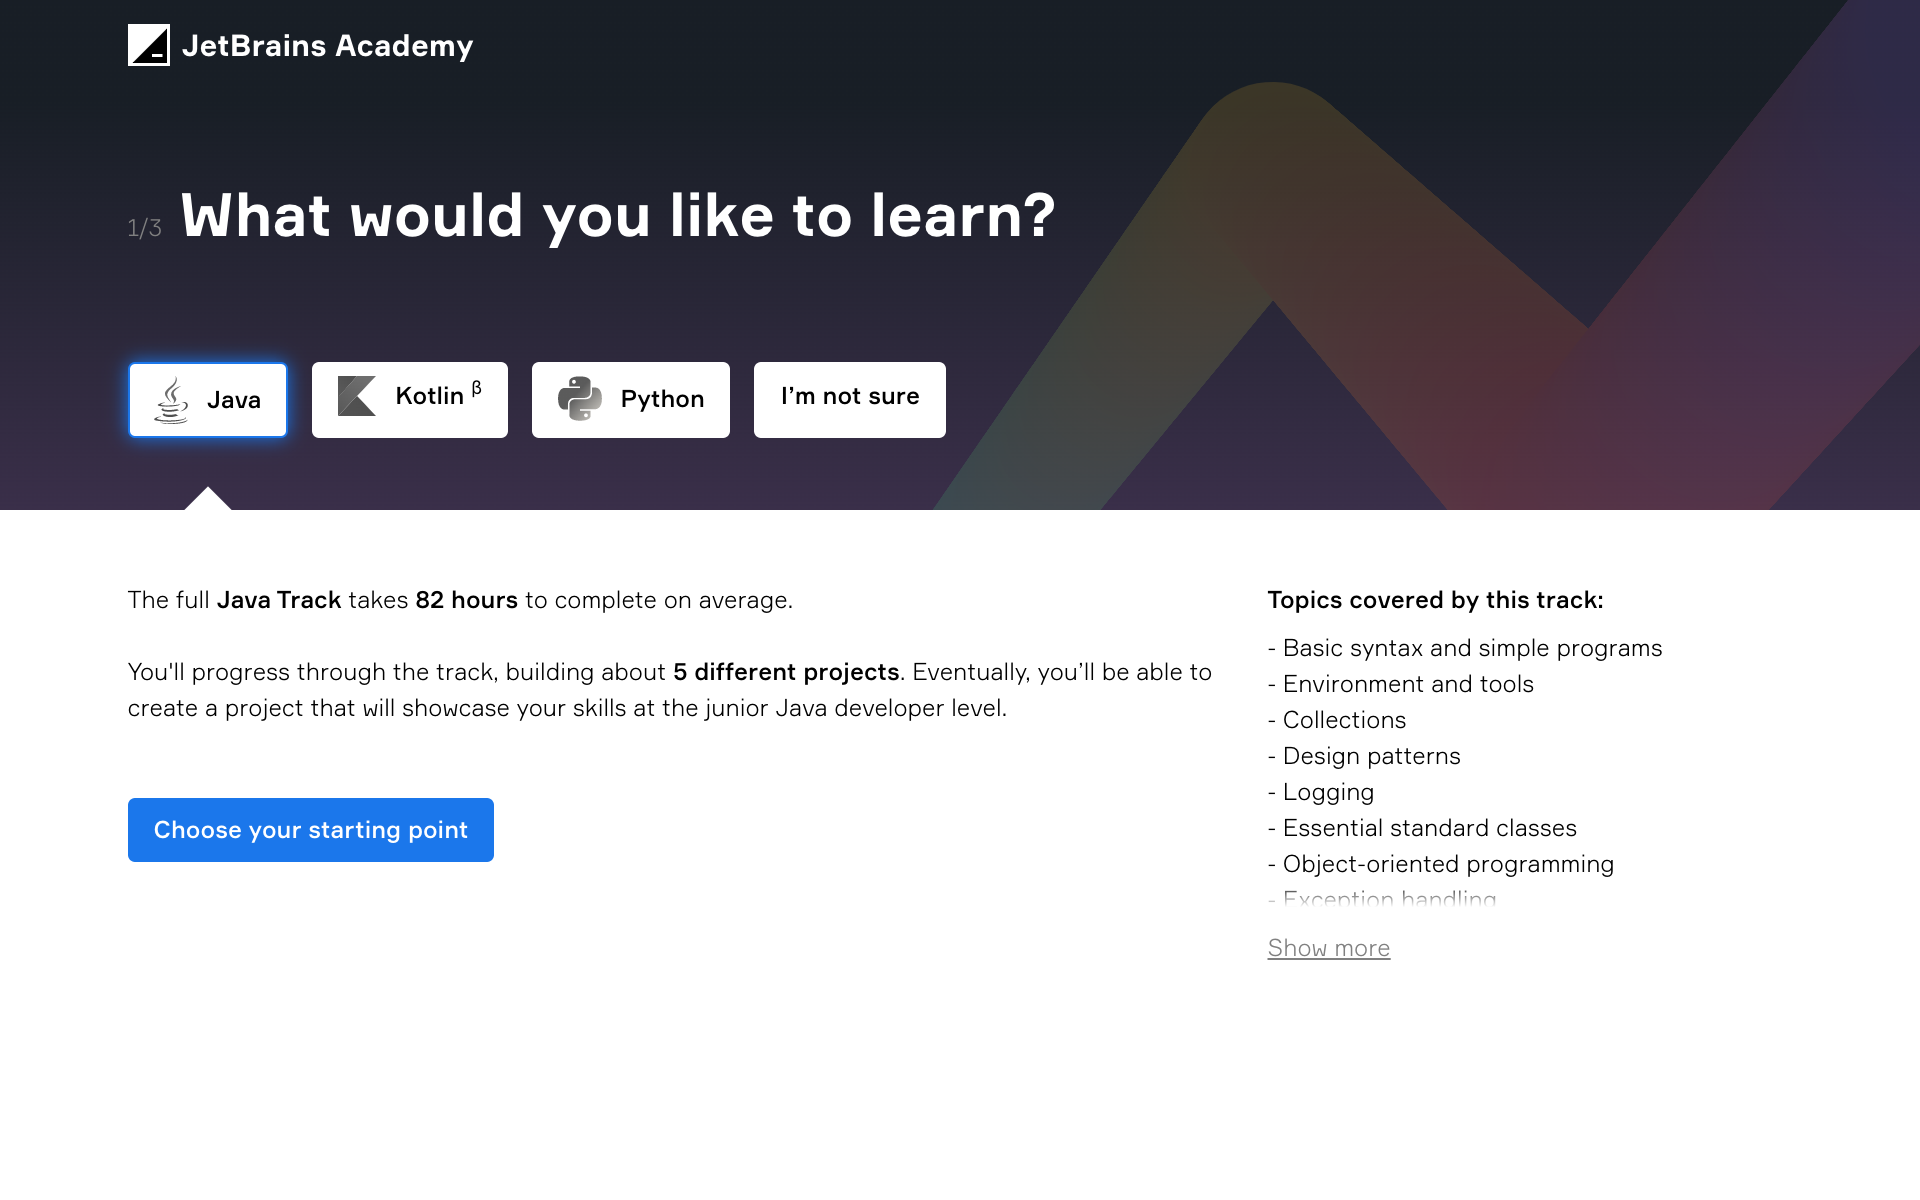 JetBrains Academy
1/3 What would you like to learn?
Java
Kotlin β
Python
I’m not sure
The full Java Track takes 82 hours to complete on average.
You'll progress through the track, building about 5 different projects. Eventually, you’ll be able to
create a project that will showcase your skills at the junior Java developer level.
Choose your starting point
Topics covered by this track:
- Basic syntax and simple programs
- Environment and tools
- Collections
- Design patterns
- Logging
- Essential standard classes
- Object-oriented programming
- Exception handling
Show more